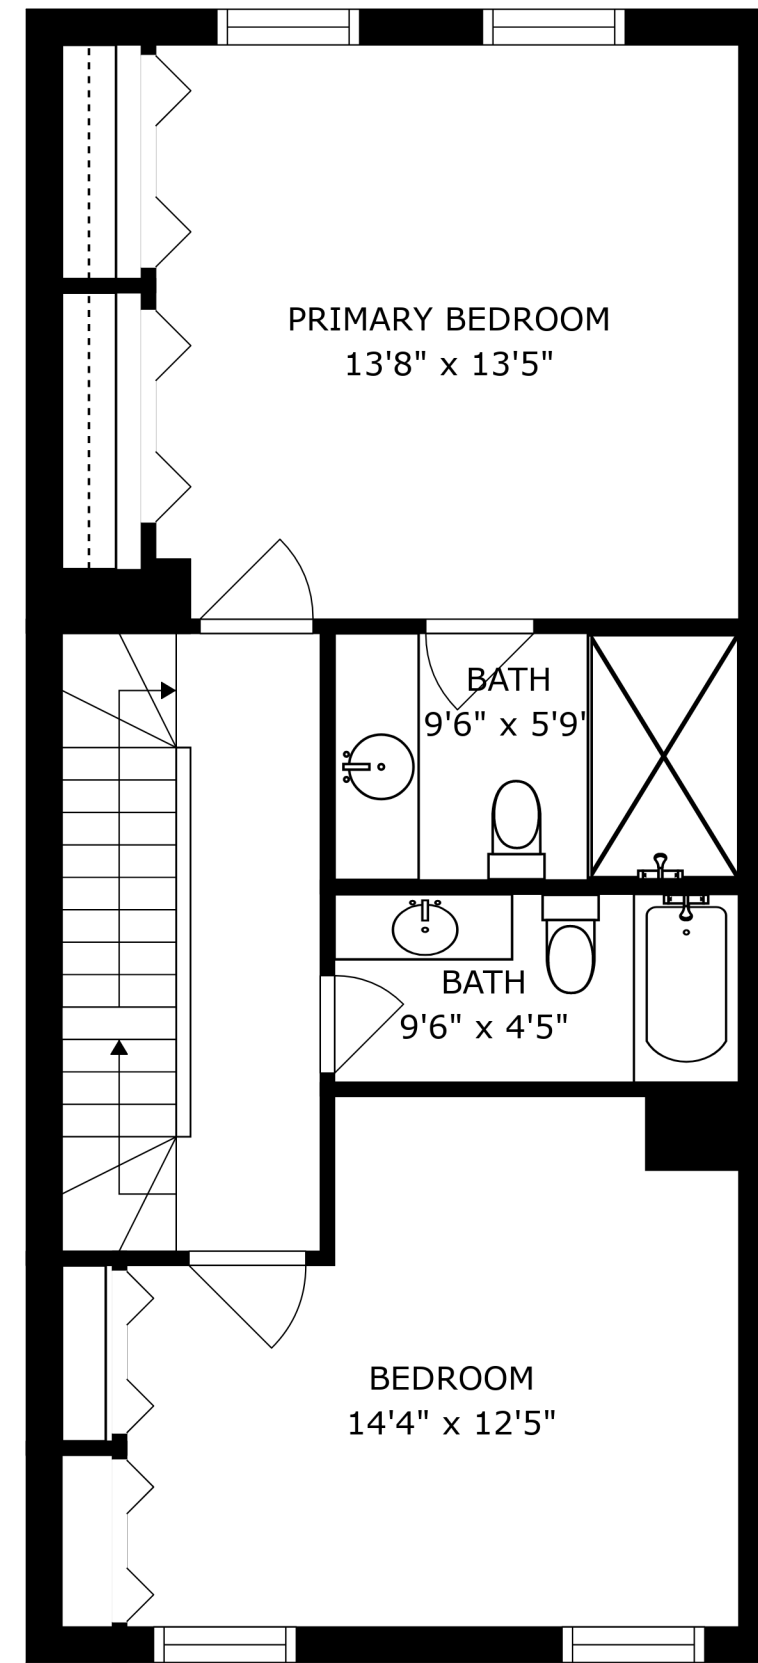 PRIMARY BEDROOM
13'8" x 13'5"
BATH
9'6" x 5'9'
BATH
9'6" x 4'5"
BEDROOM
14'4" x 12'5"